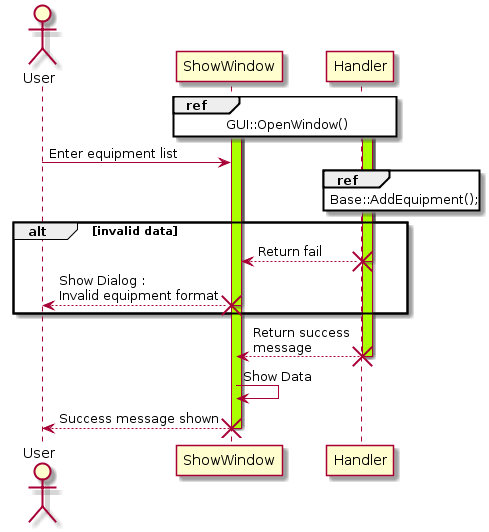 User
ShowWindow
Handler
ref
GUI::OpenWindow()
Enter equipment list
ref
Base::AddEquipment();
alt
[invalid data]
Return fail
Show Dialog :
Invalid equipment format
Return success
message
Show Data
Success message shown
User
ShowWindow
Handler